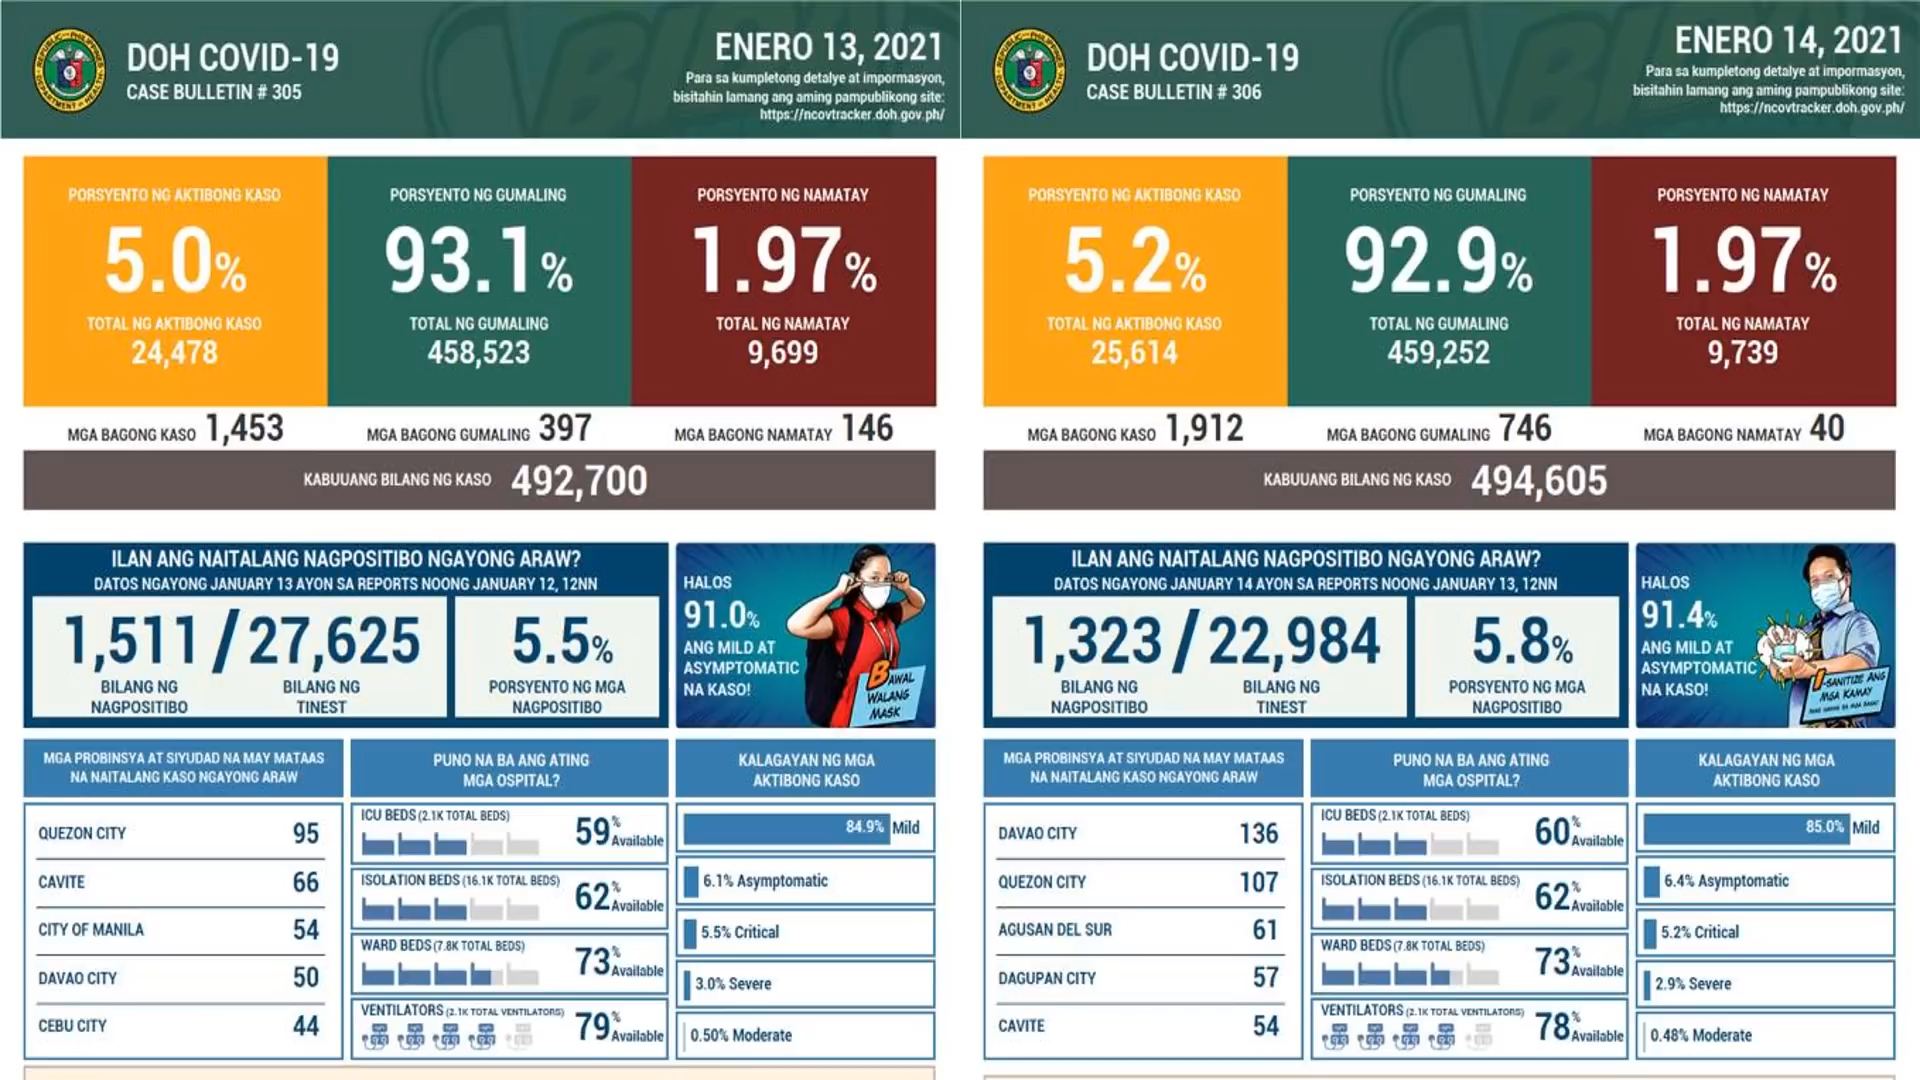 DOH COVID-19
CASE BULLETIN # 305
ENERO 13, 2021
Para sa kumpletong detalye at impormasyon,
bisitahin lamang ang aming pampublikong site:
https://ncovtracker.doh.gov.ph/
PORSYENTO NG AKTIBONG KASO
5.0%
TOTAL NG AKTIBONG KASO
24,478
PORSYENTO NG GUMALING
93.1%
TOTAL NG GUMALING
458,523
PORSYENTO NG NAMATAY
1.97%
TOTAL NG NAMATAY
9,699
MGA BAGONG KASO 1,453
MGA BAGONG GUMALING 397
MGA BAGONG NAMATAY 146
KABUUANG BILANG NG KASO 492,700
ILAN ANG NAITALANG NAGPOSITIBO NGAYONG ARAW?
DATOS NGAYONG JANUARY 13 AYON SA REPORTS NOONG JANUARY 12, 12NN
1,511 / 27,625
BILANG NG
NAGPOSITIBO
BILANG NG
TINEST
5.5%
PORSYENTO NG MGA
NAGPOSITIBO
HALOS
91.0%
ANG MILD AT
ASYMPTOMATIC
NA KASO!
BAWAL
WALANG
MASK
MGA PROBINSYA AT SIYUDAD NA MAY MATAAS
NA NAITALANG KASO NGAYONG ARAW
QUEZON CITY 95
CAVITE 66
CITY OF MANILA 54
DAVAO CITY 50
CEBU CITY 44
PUNO NA BA ANG ATING
MGA OSPITAL?
ICU BEDS (2.1K TOTAL BEDS)
59% Available
ISOLATION BEDS (16.1K TOTAL BEDS)
62% Available
WARD BEDS (7.8K TOTAL BEDS)
73% Available
VENTILATORS (2.1K TOTAL VENTILATORS)
79% Available
KALAGAYAN NG MGA
AKTIBONG KASO
84.9% Mild
6.1% Asymptomatic
5.5% Critical
3.0% Severe
0.50% Moderate
DOH COVID-19
CASE BULLETIN # 306
ENERO 14, 2021
Para sa kumpletong detalye at impormasyon,
bisitahin lamang ang aming pampublikong site:
https://ncovtracker.doh.gov.ph/
PORSYENTO NG AKTIBONG KASO
5.2%
TOTAL NG AKTIBONG KASO
25,614
PORSYENTO NG GUMALING
92.9%
TOTAL NG GUMALING
459,252
PORSYENTO NG NAMATAY
1.97%
TOTAL NG NAMATAY
9,739
MGA BAGONG KASO 1,912
MGA BAGONG GUMALING 746
MGA BAGONG NAMATAY 40
KABUUANG BILANG NG KASO 494,605
ILAN ANG NAITALANG NAGPOSITIBO NGAYONG ARAW?
DATOS NGAYONG JANUARY 14 AYON SA REPORTS NOONG JANUARY 13, 12NN
1,323 / 22,984
BILANG NG
NAGPOSITIBO
BILANG NG
TINEST
5.8%
PORSYENTO NG MGA
NAGPOSITIBO
HALOS
91.4%
ANG MILD AT
ASYMPTOMATIC
NA KASO!
I-SANITIZE ANG
MGA KAMAY
MGA PROBINSYA AT SIYUDAD NA MAY MATAAS
NA NAITALANG KASO NGAYONG ARAW
DAVAO CITY 136
QUEZON CITY 107
AGUSAN DEL SUR 61
DAGUPAN CITY 57
CAVITE 54
PUNO NA BA ANG ATING
MGA OSPITAL?
ICU BEDS (2.1K TOTAL BEDS)
60% Available
ISOLATION BEDS (16.1K TOTAL BEDS)
62% Available
WARD BEDS (7.8K TOTAL BEDS)
73% Available
VENTILATORS (2.1K TOTAL VENTILATORS)
78% Available
KALAGAYAN NG MGA
AKTIBONG KASO
85.0% Mild
6.4% Asymptomatic
5.2% Critical
2.9% Severe
0.48% Moderate